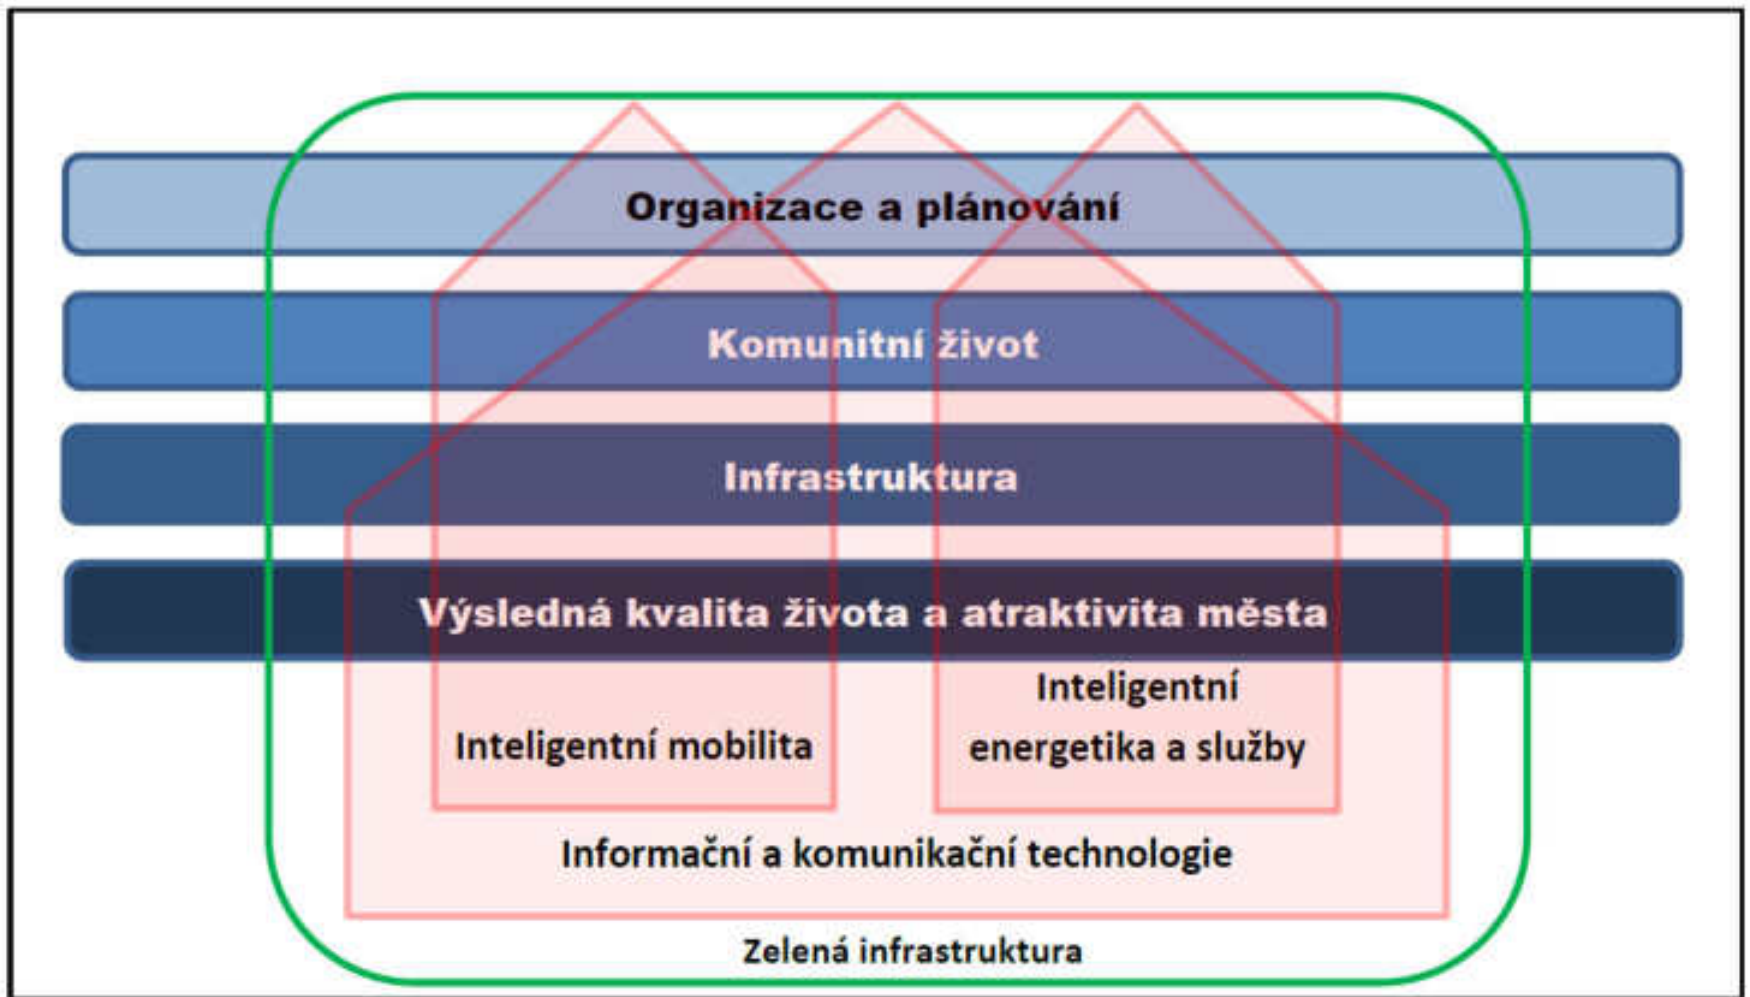 Organizace a plánování
Komunitní život
Infrastruktura
Výsledná kvalita života a atraktivita města
Inteligentní mobilita
Inteligentní
energetika a služby
Informační a komunikační technologie
Zelená infrastruktura